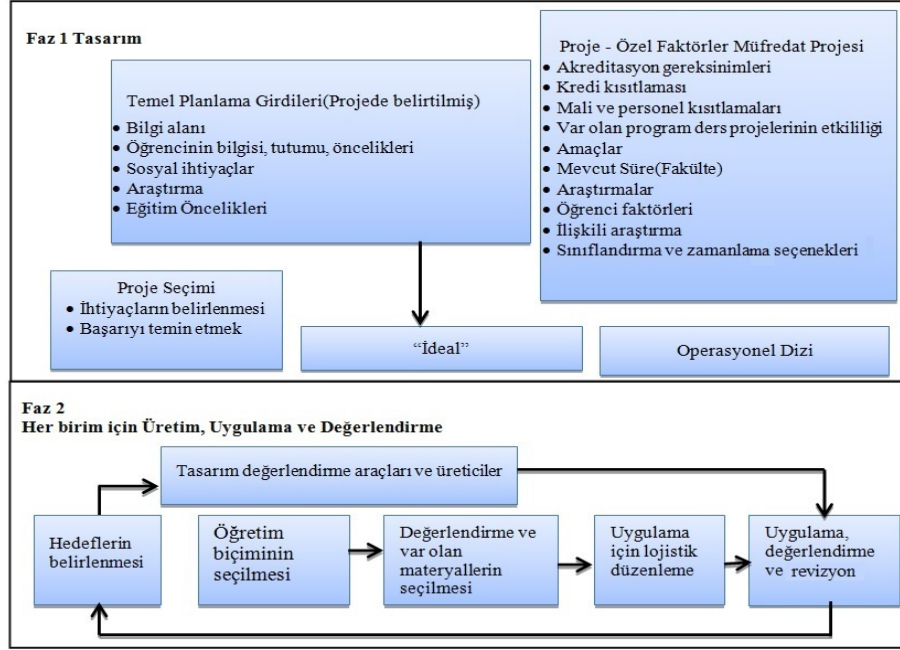 Faz 1 Tasarım
Temel Planlama Girdileri(Projede belirtilmiş)
• Bilgi alanı
• Öğrencinin bilgisi, tutumu, öncelikleri
• Sosyal ihtiyaçlar
• Araştırma
• Eğitim Öncelikleri
Proje - Özel Faktörler Müfredat Projesi
• Akreditasyon gereksinimleri
• Kredi kısıtlaması
• Mali ve personel kısıtlamaları
• Var olan program ders projelerinin etkililiği
• Amaçlar
• Mevcut Süre(Fakülte)
• Araştırmalar
• Öğrenci faktörleri
• İlişkili araştırma
• Sınıflandırma ve zamanlama seçenekleri
Proje Seçimi
• İhtiyaçların belirlenmesi
• Başarıyı temin etmek
“İdeal”
Operasyonel Dizi
Faz 2
Her birim için Üretim, Uygulama ve Değerlendirme
Tasarım değerlendirme araçları ve üreticiler
Hedeflerin
belirlenmesi
Öğretim
biçiminin
seçilmesi
Değerlendirme ve
var olan
materyallerin
seçilmesi
Uygulama
için lojistik
düzenleme
Uygulama,
değerlendirme
ve revizyon